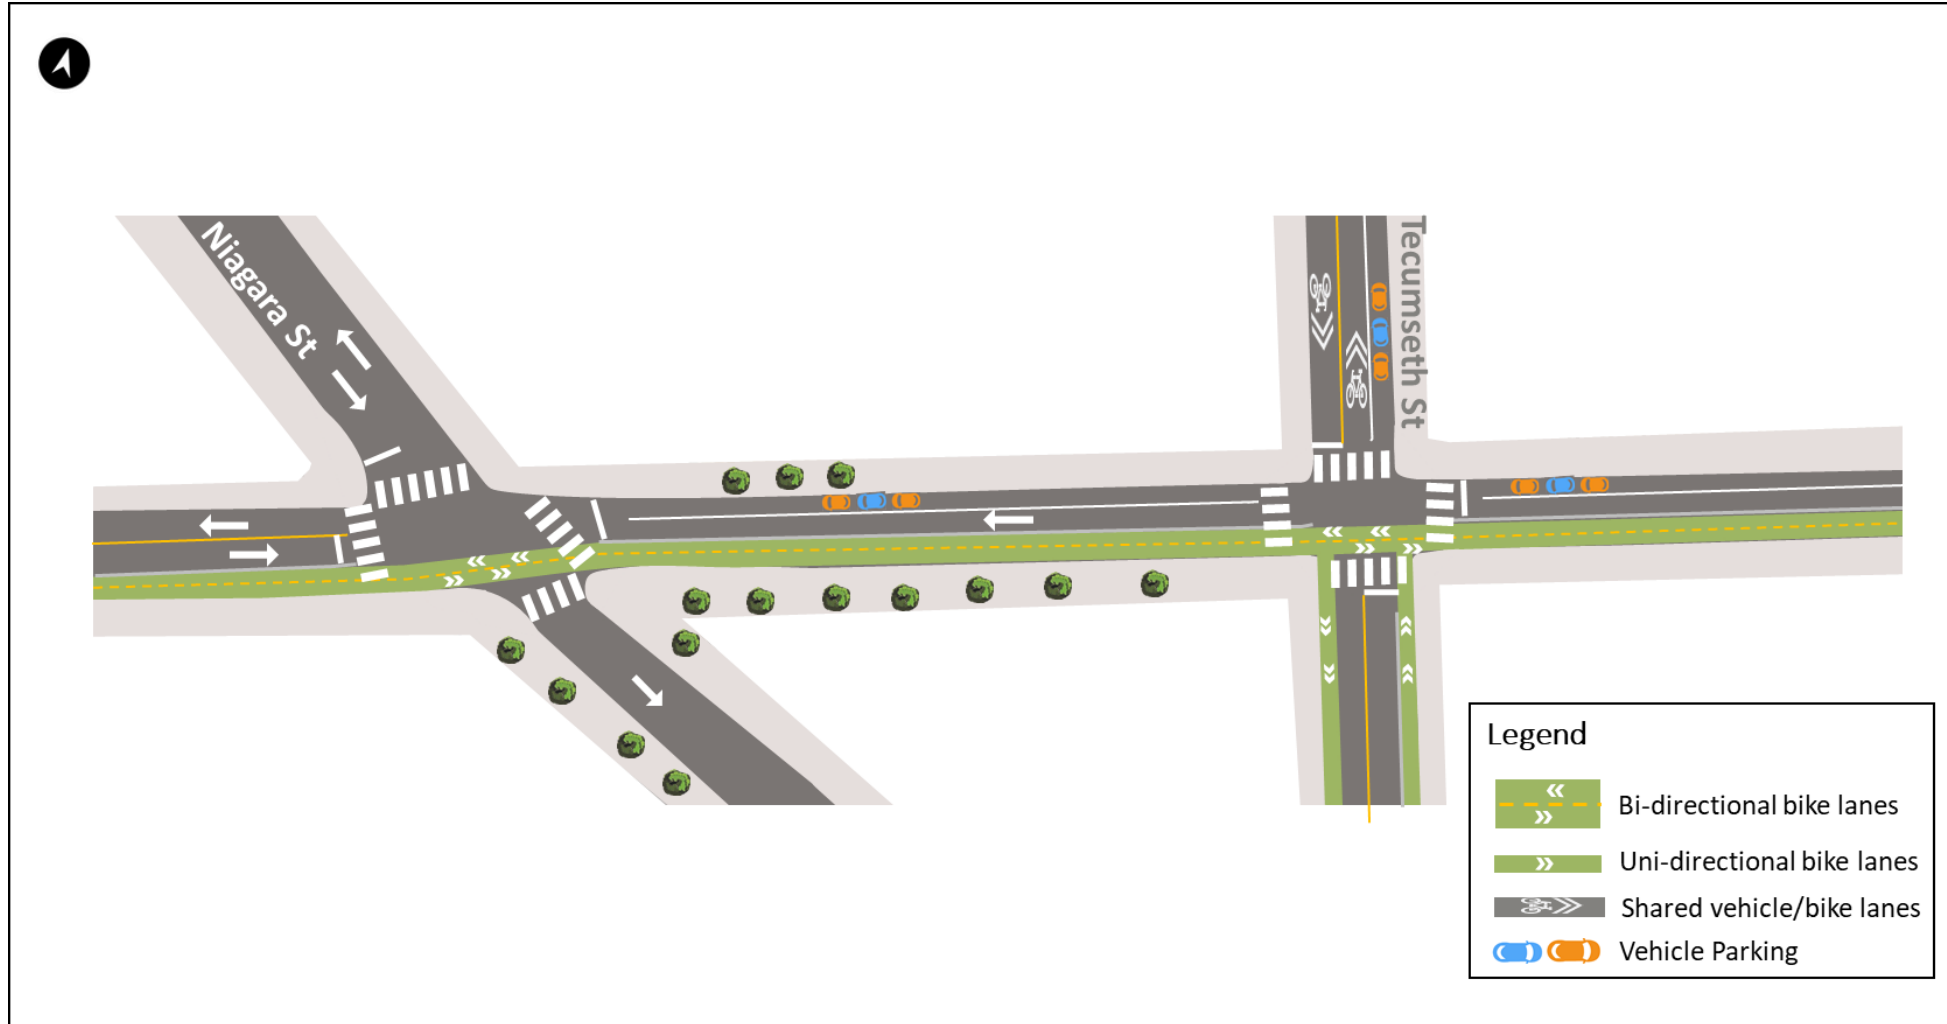 Niagara St
Tecumseth St
Legend
Bi-directional bike lanes
Uni-directional bike lanes
Shared vehicle/bike lanes
Vehicle Parking